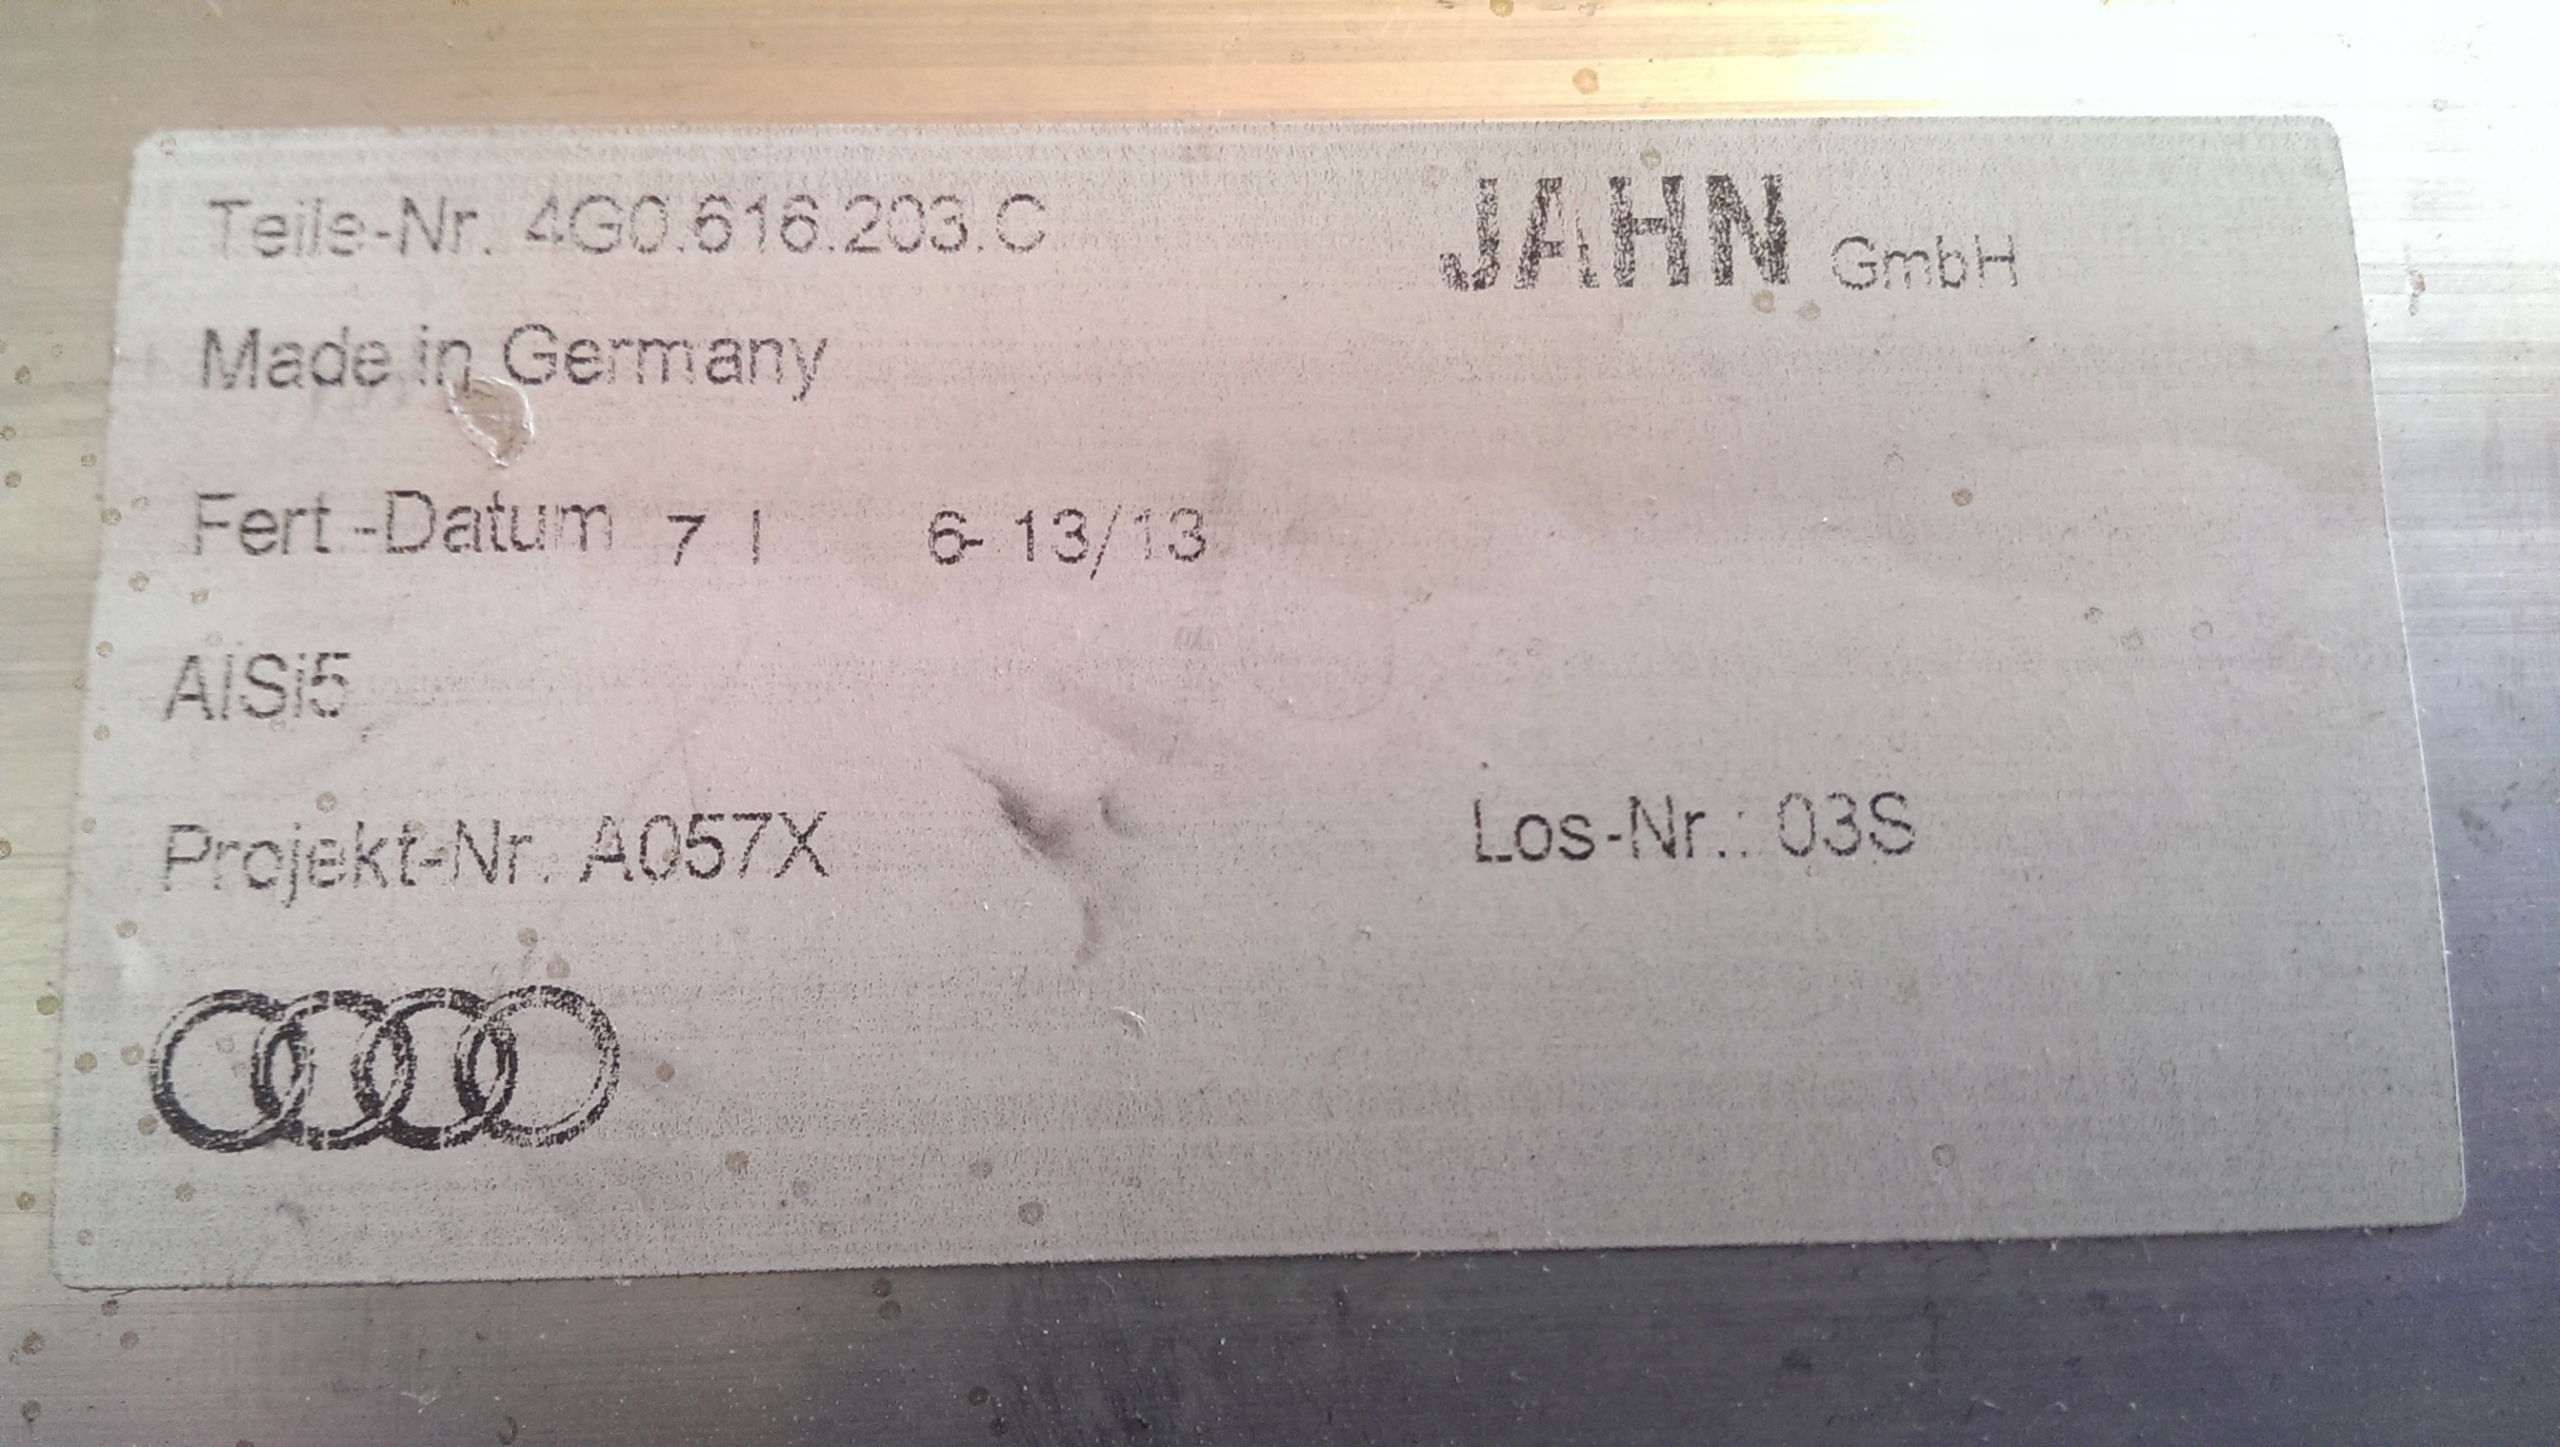 Teile-Nr. 4G0.616.203.C
JAHN GmbH
Made in Germany
Fert.-Datum 7 I 6- 13/13
AlSi5
Projekt-Nr. A057X
Los-Nr.: 03S